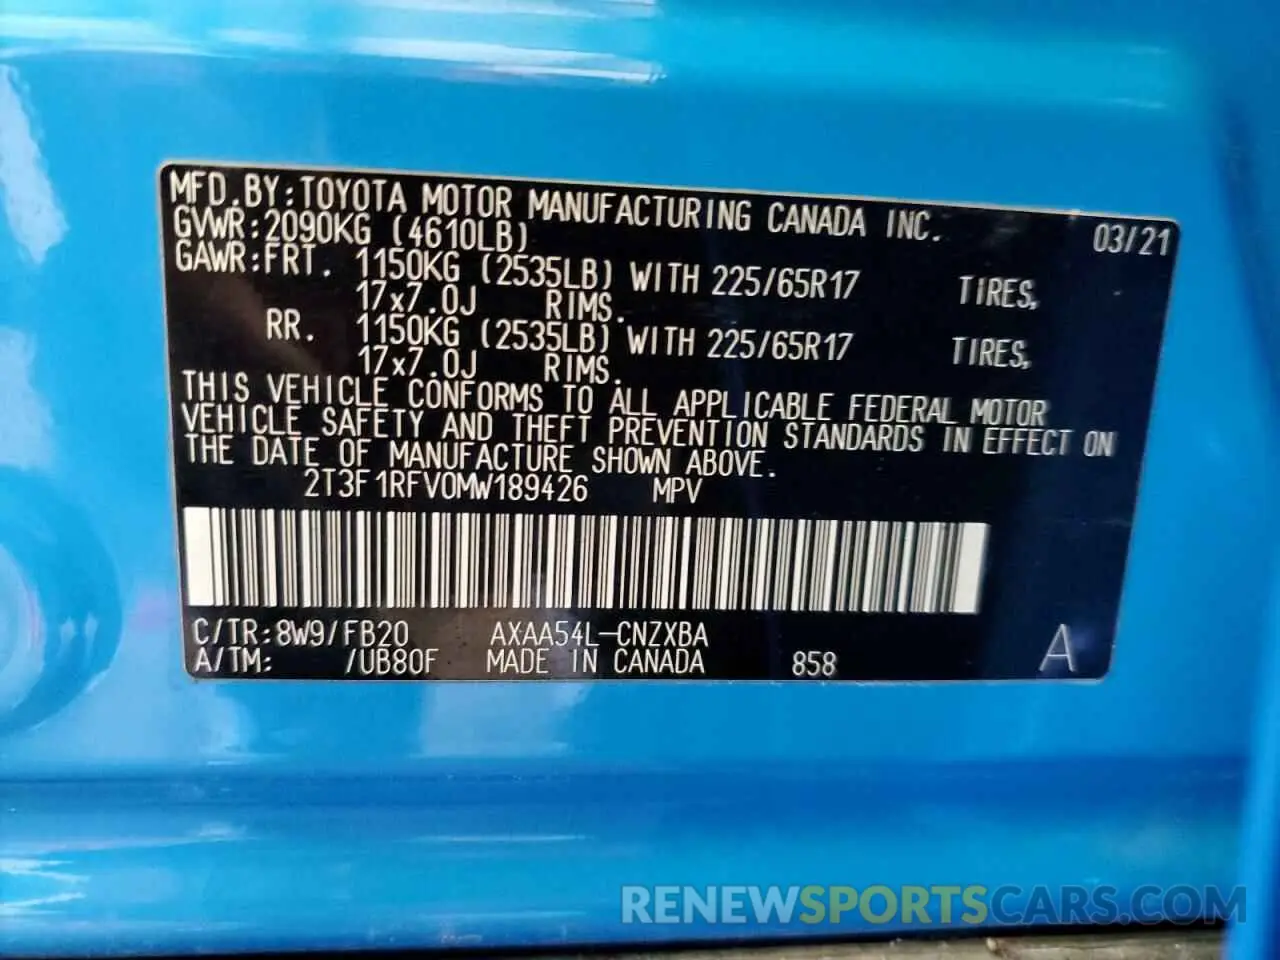 MFD.BY:TOYOTA MOTOR MANUFACTURING CANADA INC. 03/21
GVWR:2090KG (4610LB)
GAWR:FRT. 1150KG (2535LB) WITH 225/65R17 TIRES,
17x7.0J RIMS.
RR. 1150KG (2535LB) WITH 225/65R17 TIRES,
17x7.0J RIMS.
THIS VEHICLE CONFORMS TO ALL APPLICABLE FEDERAL MOTOR
VEHICLE SAFETY AND THEFT PREVENTION STANDARDS IN EFFECT ON
THE DATE OF MANUFACTURE SHOWN ABOVE.
2T3F1RFV0MW189426 MPV
C/TR:8W9/FB20 AXAA54L-CNZXBA A
A/TM: /UB80F MADE IN CANADA 858
RENEWSPORTSCARS.COM